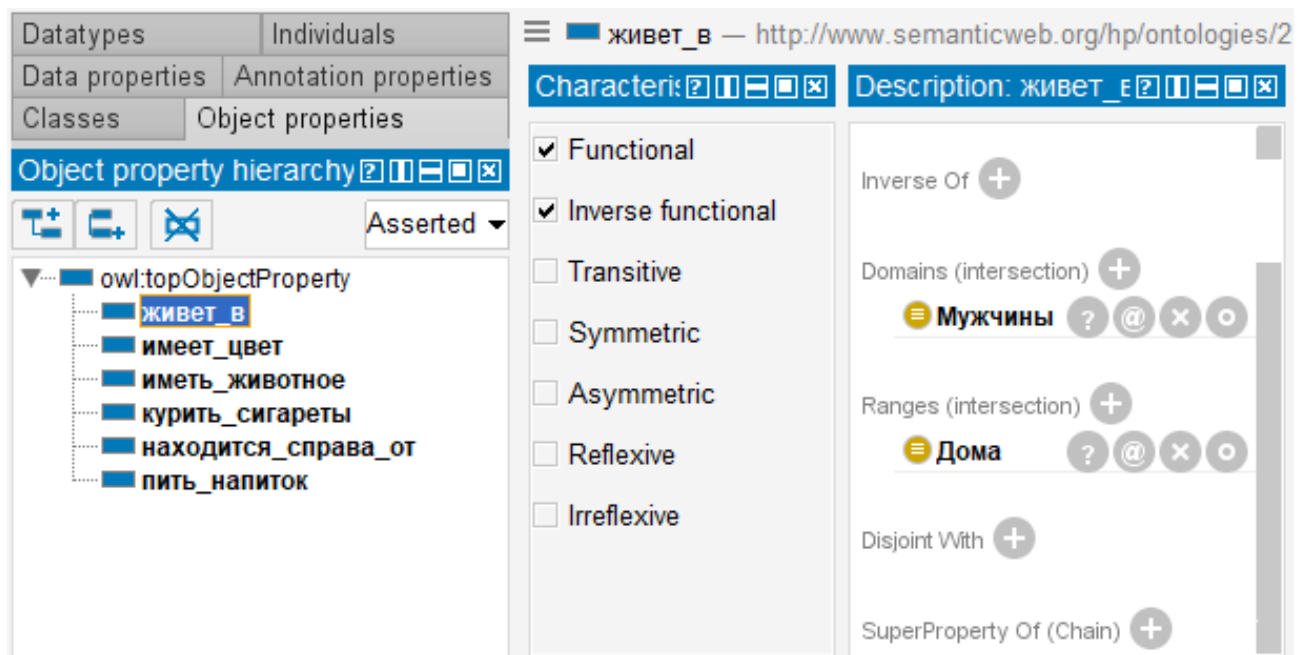 Datatypes
Individuals
Data properties
Annotation properties
Classes
Object properties
Object property hierarchy
Asserted
owl:topObjectProperty
живет_в
имеет_цвет
иметь_животное
курить_сигареты
находится_справа_от
пить_напиток
живет_в — http://www.semanticweb.org/hp/ontologies/2
Characteris
Functional
Inverse functional
Transitive
Symmetric
Asymmetric
Reflexive
Irreflexive
Description: живет_в
Inverse Of
Domains (intersection)
Мужчины
Ranges (intersection)
Дома
Disjoint With
SuperProperty Of (Chain)